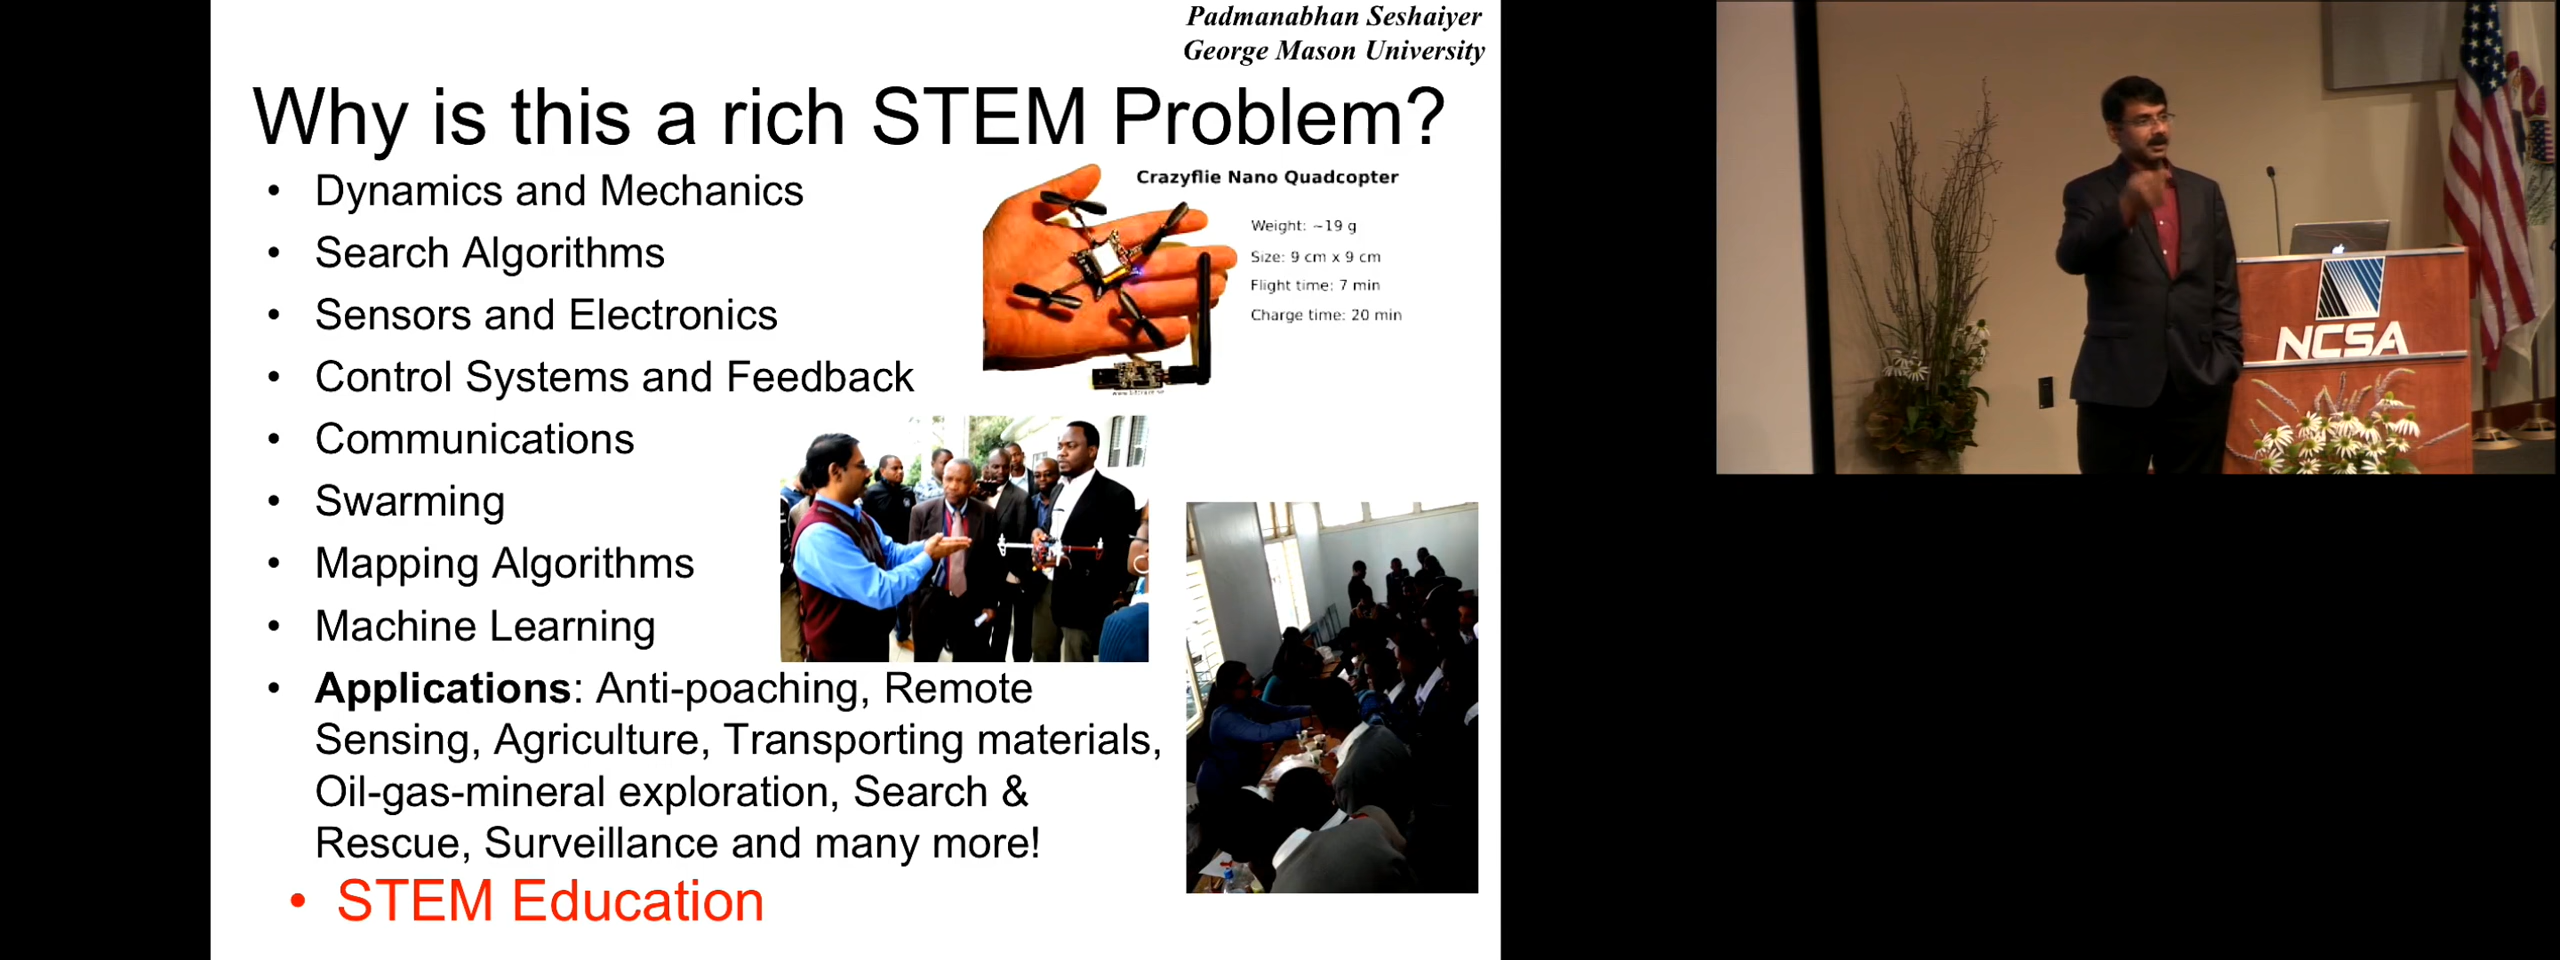 Padmanabhan Seshaiyer
George Mason University
Why is this a rich STEM Problem?
• Dynamics and Mechanics
• Search Algorithms
• Sensors and Electronics
• Control Systems and Feedback
• Communications
• Swarming
• Mapping Algorithms
• Machine Learning
• Applications: Anti-poaching, Remote
Sensing, Agriculture, Transporting materials,
Oil-gas-mineral exploration, Search &
Rescue, Surveillance and many more!
• STEM Education
Crazyflie Nano Quadcopter
Weight: ~19 g
Size: 9 cm x 9 cm
Flight time: 7 min
Charge time: 20 min
NCSA